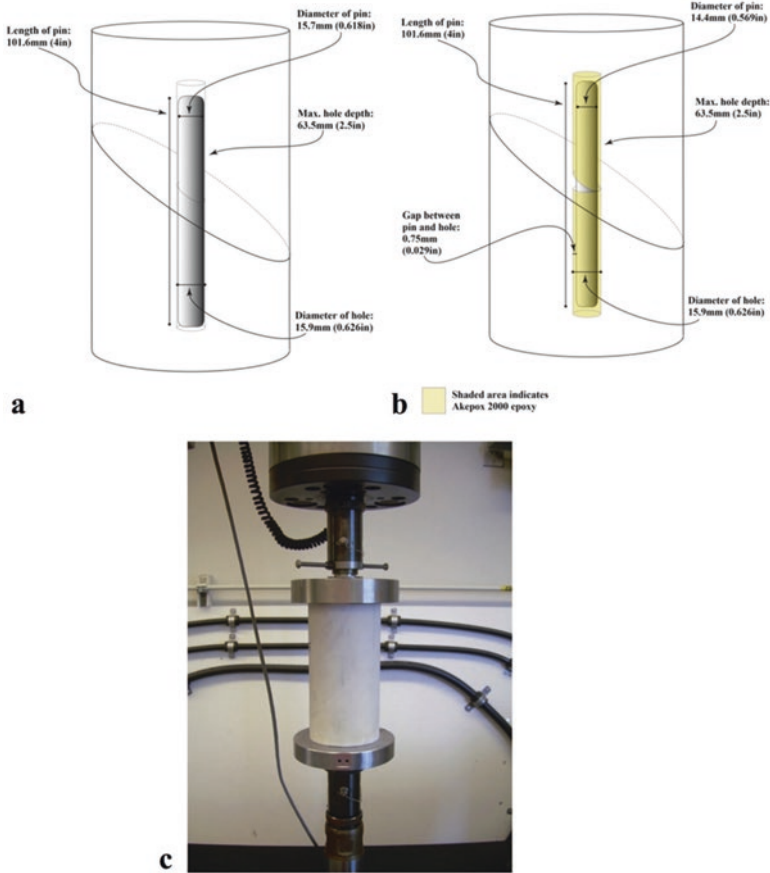 Length of pin:
101.6mm (4in)
Diameter of pin:
15.7mm (0.618in)
Max. hole depth:
63.5mm (2.5in)
Diameter of hole:
15.9mm (0.626in)
a
Length of pin:
101.6mm (4in)
Diameter of pin:
14.4mm (0.569in)
Max. hole depth:
63.5mm (2.5in)
Gap between
pin and hole:
0.75mm
(0.029in)
Diameter of hole:
15.9mm (0.626in)
b
Shaded area indicates
Akepox 2000 epoxy
c